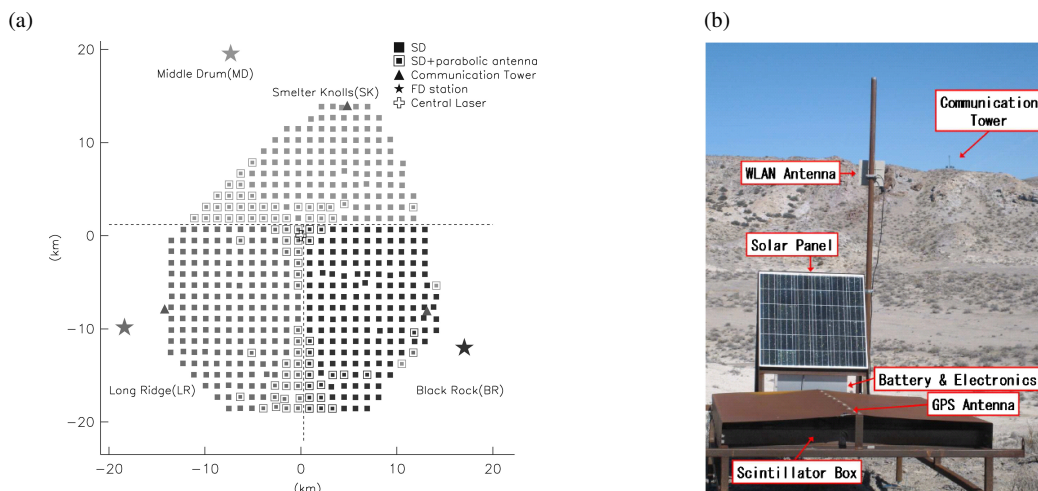 (a)
(b)
20
10
0
−10
−20
(km)
−20
−10
0
10
20
(km)
Middle Drum(MD)
Smelter Knolls(SK)
SD
SD+parabolic antenna
Communication Tower
FD station
Central Laser
Long Ridge(LR)
Black Rock(BR)
Communication
Tower
WLAN Antenna
Solar Panel
Battery & Electronics
GPS Antenna
Scintillator Box